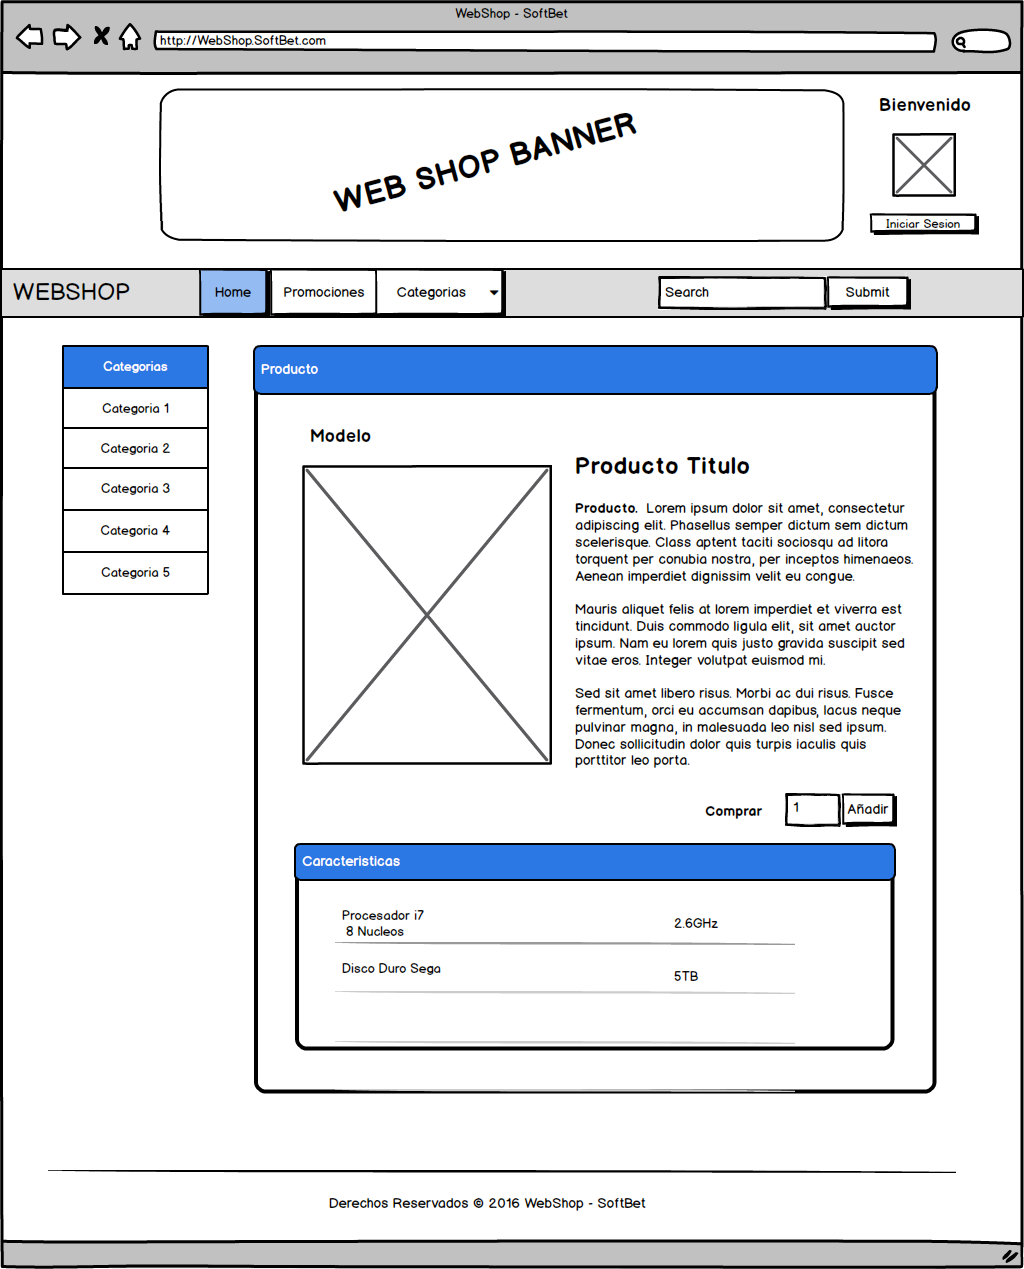 WebShop - SoftBet
http://WebShop.SoftBet.com
WEB SHOP BANNER
Bienvenido
Iniciar Sesion
WEBSHOP
Home
Promociones
Categorias
Search
Submit
Categorias
Categoria 1
Categoria 2
Categoria 3
Categoria 4
Categoria 5
Producto
Modelo
Producto Titulo
Producto. Lorem ipsum dolor sit amet, consectetur
adipiscing elit. Phasellus semper dictum sem dictum
scelerisque. Class aptent taciti sociosqu ad litora
torquent per conubia nostra, per inceptos himenaeos.
Aenean imperdiet dignissim velit eu congue.
Mauris aliquet felis at lorem imperdiet et viverra est
tincidunt. Duis commodo ligula elit, sit amet auctor
ipsum. Nam eu lorem quis justo gravida suscipit sed
vitae eros. Integer volutpat euismod mi.
Sed sit amet libero risus. Morbi ac dui risus. Fusce
fermentum, orci eu accumsan dapibus, lacus neque
pulvinar magna, in malesuada leo nisl sed ipsum.
Donec sollicitudin dolor quis turpis iaculis quis
porttitor leo porta.
Comprar
1
Añadir
Caracteristicas
Procesador i7
8 Nucleos
2.6GHz
Disco Duro Sega
5TB
Derechos Reservados © 2016 WebShop - SoftBet